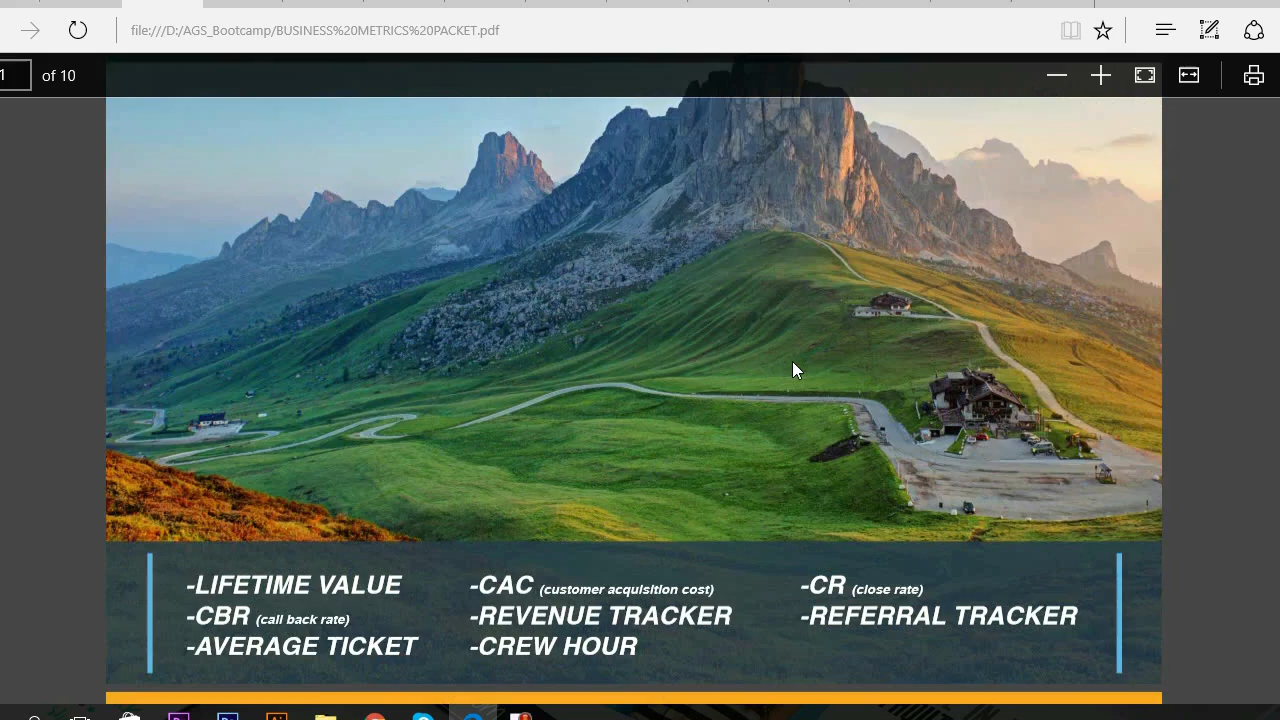 file:///D:/AGS_Bootcamp/BUSINESS%20METRICS%20PACKET.pdf
1 of 10
-LIFETIME VALUE
-CBR (call back rate)
-AVERAGE TICKET
-CAC (customer acquisition cost)
-REVENUE TRACKER
-CREW HOUR
-CR (close rate)
-REFERRAL TRACKER